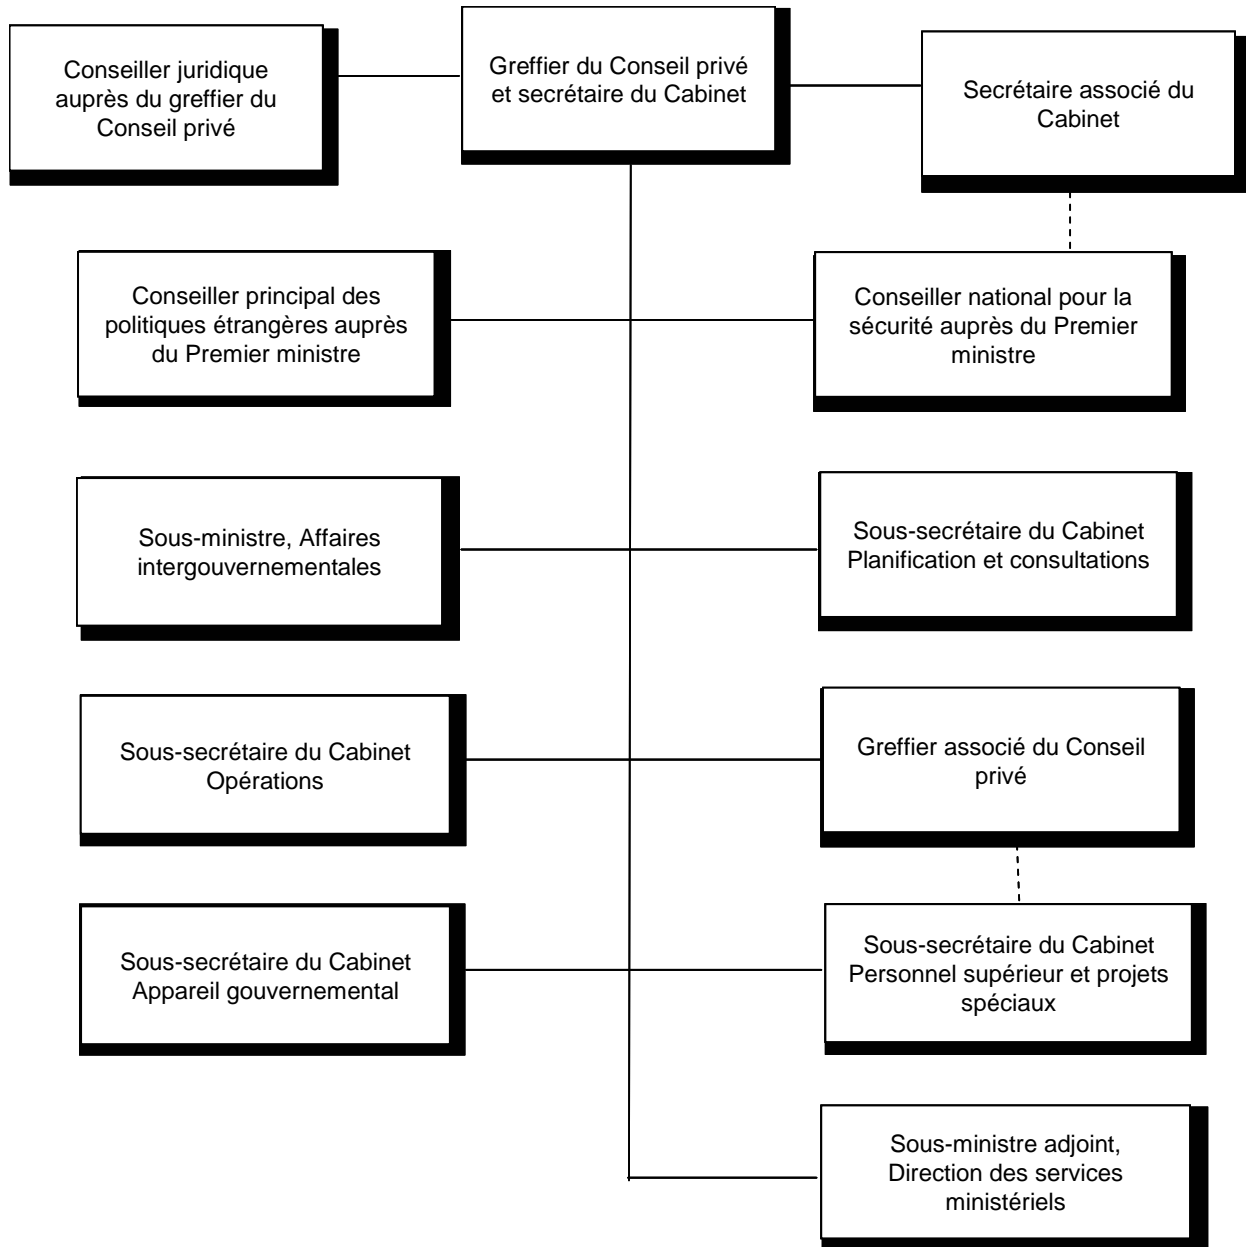 Conseiller juridique
auprès du greffier du
Conseil privé
Greffier du Conseil privé
et secrétaire du Cabinet
Secrétaire associé du
Cabinet
Conseiller principal des
politiques étrangères auprès
du Premier ministre
Conseiller national pour la
sécurité auprès du Premier
ministre
Sous-ministre, Affaires
intergouvernementales
Sous-secrétaire du Cabinet
Planification et consultations
Sous-secrétaire du Cabinet
Opérations
Greffier associé du Conseil
privé
Sous-secrétaire du Cabinet
Appareil gouvernemental
Sous-secrétaire du Cabinet
Personnel supérieur et projets
spéciaux
Sous-ministre adjoint,
Direction des services
ministériels